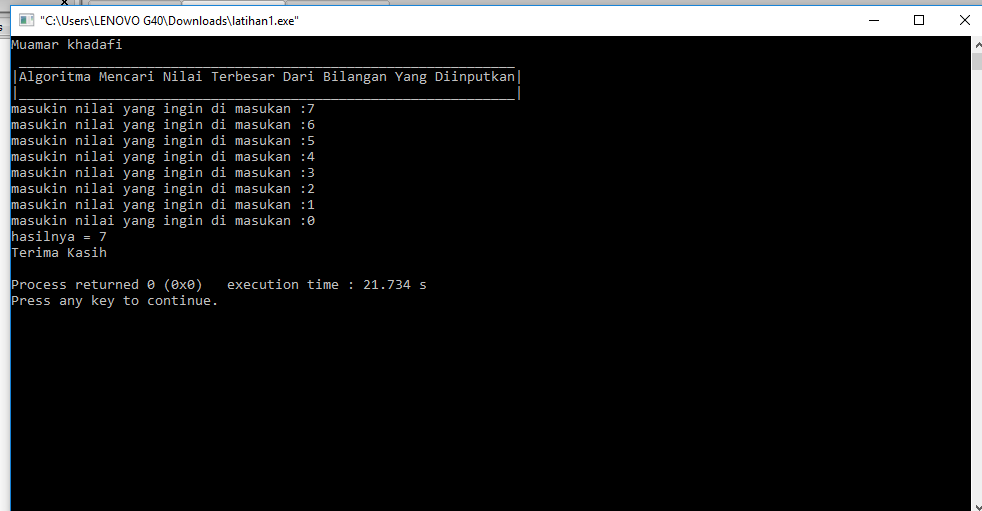 "C:\Users\LENOVO G40\Downloads\latihan1.exe"
Muamar khadafi
|Algoritma Mencari Nilai Terbesar Dari Bilangan Yang Diinputkan|
masukin nilai yang ingin di masukan :7
masukin nilai yang ingin di masukan :6
masukin nilai yang ingin di masukan :5
masukin nilai yang ingin di masukan :4
masukin nilai yang ingin di masukan :3
masukin nilai yang ingin di masukan :2
masukin nilai yang ingin di masukan :1
masukin nilai yang ingin di masukan :0
hasilnya = 7
Terima Kasih
Process returned 0 (0x0)   execution time : 21.734 s
Press any key to continue.